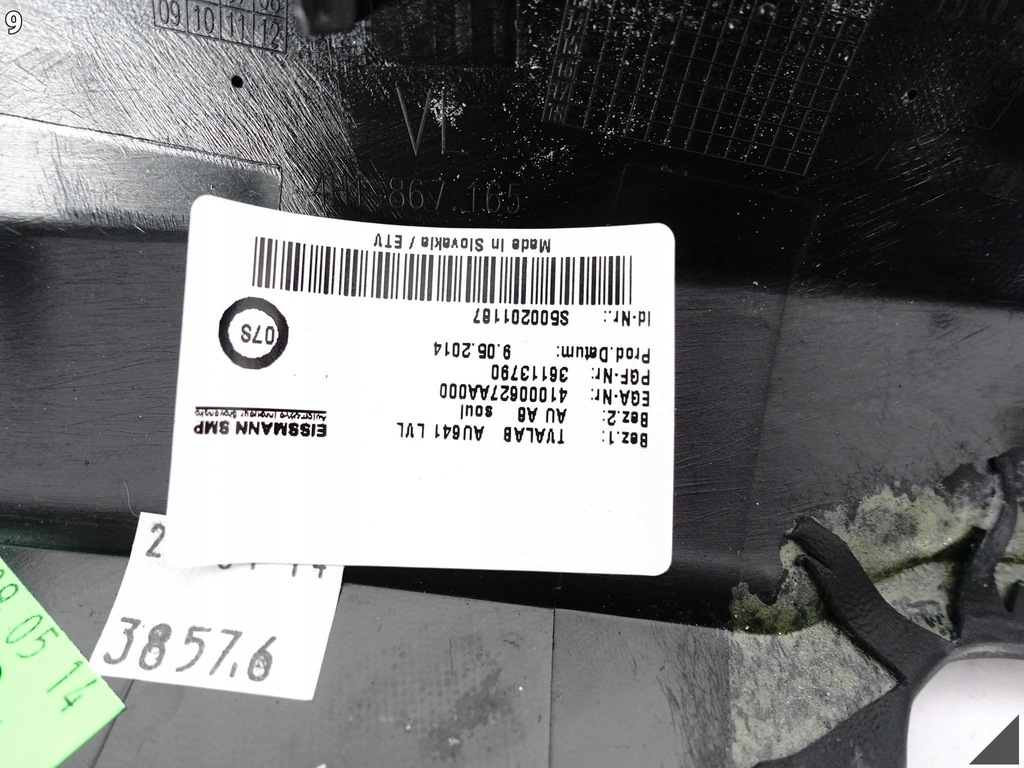 9
09 10 11 12
VL
867 165
Bez.1: TVALAB AU641 LVL
Bez.2: AU A8 soul
EGA-Nr: 41000627AA000
PGF-Nr: 36113790
Prod.Datum: 9.05.2014
Id-Nr.: S500201187
Made in Slovakia / ETV
EISSMANN SMP
07S
2
3857.6
05 14